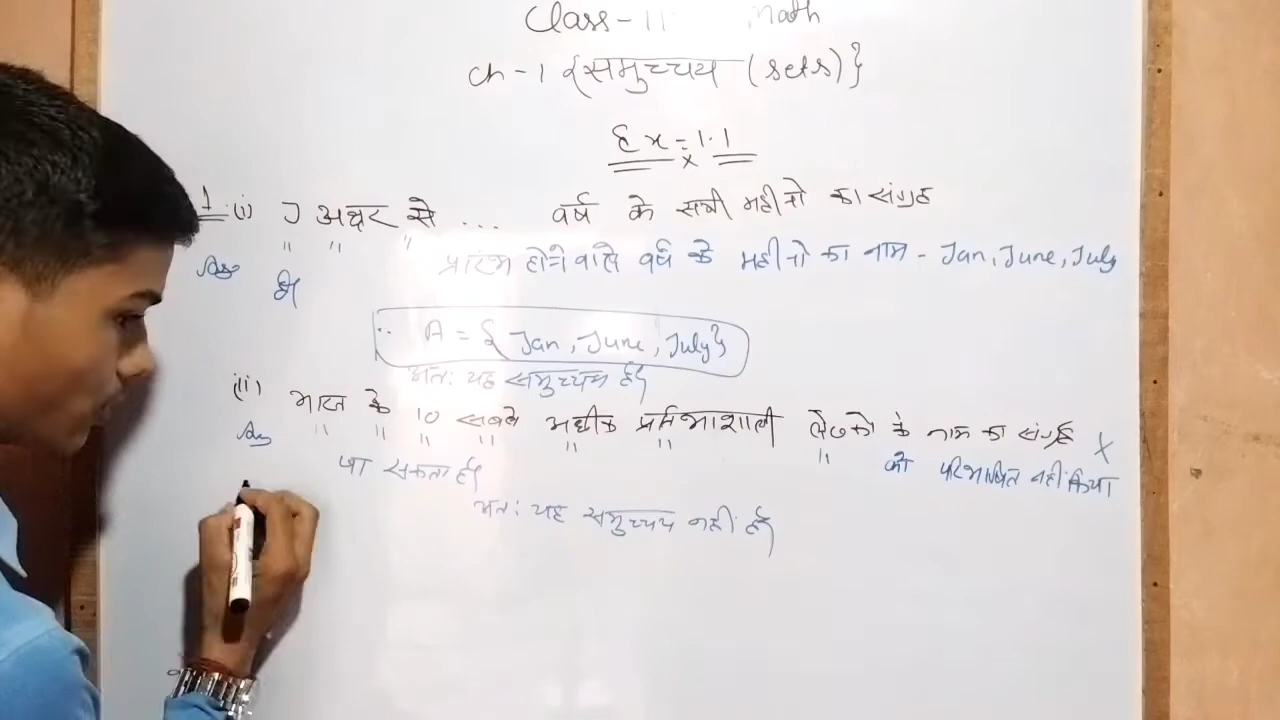 Class-11 Math
Ch-1 {समुच्चय (sets)}
Ex = 1.1
1 (i) J अक्षर से ... वर्ष के सभी महीनो का संग्रह
Ans " " " प्रारंभ होने वाले वर्ष के महीनो का नाम - Jan, June, July
है
∴ A = { Jan, June, July}
अतः यह समुच्चय है।
(ii) भारत के 10 सबसे अधीक लेखको के नाम का संग्रह X
Ans " " " " " " " को परिभाषित नहीं किया
जा सकता है।
अतः यह समुच्चय नहीं है।